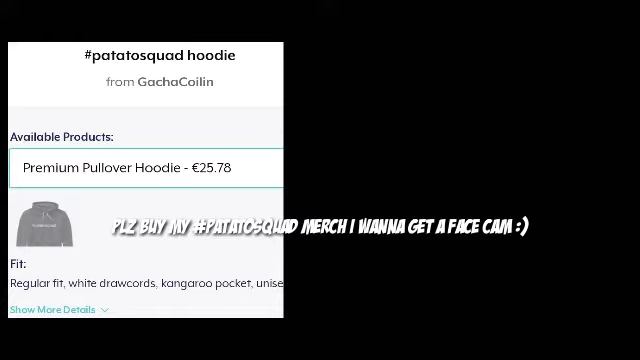 #patatosquad hoodie
from GachaCoilin
Available Products:
Premium Pullover Hoodie - €25.78
PLZ BUY MY #PATATOSQUAD MERCH I WANNA GET A FACE CAM :)
Fit:
Regular fit, white drawcords, kangaroo pocket, unise
Show More Details